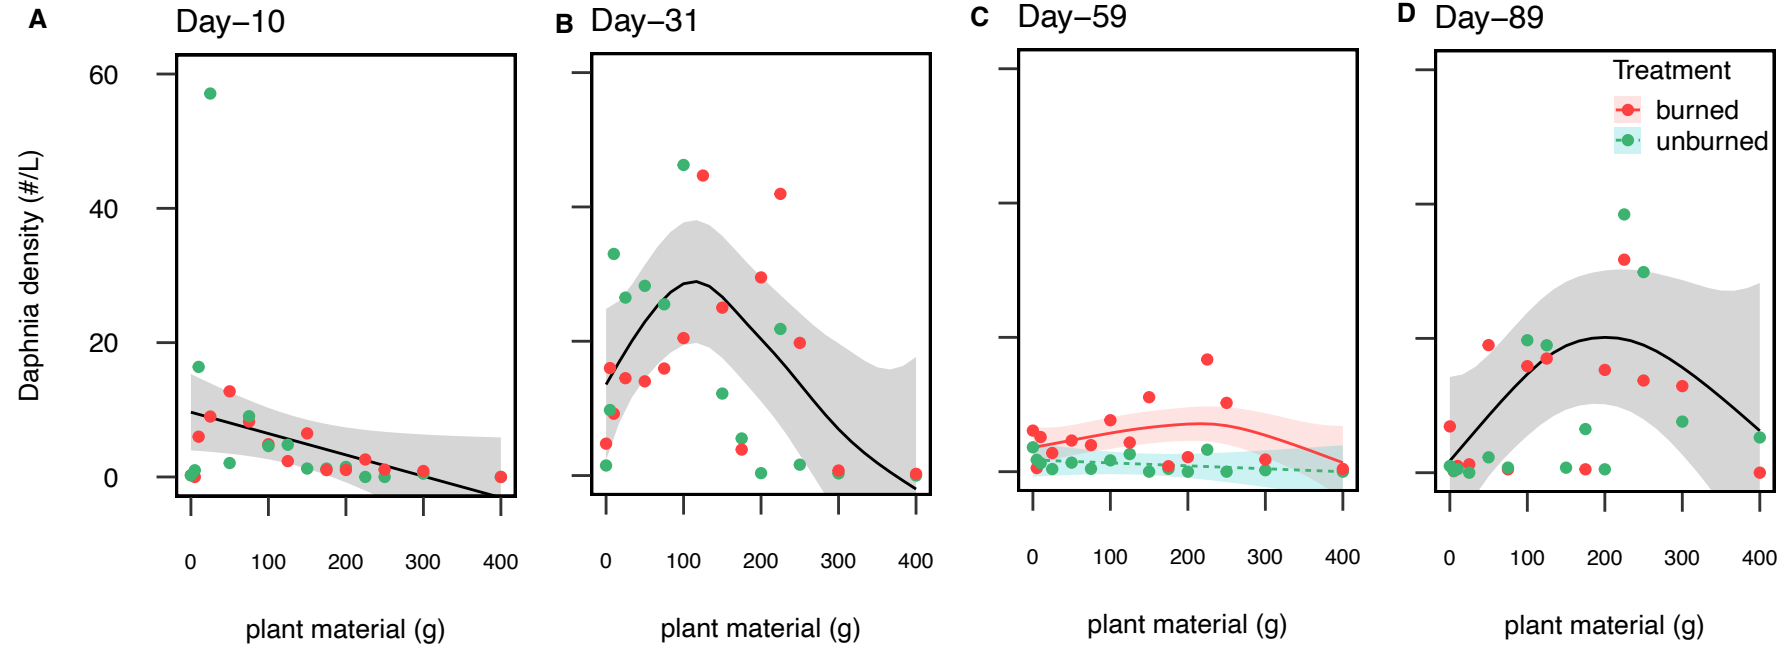 A
Day−10
B
Day−31
C
Day−59
D
Day−89
Daphnia density (#/L)
60
40
20
0
Treatment
burned
unburned
0 100 200 300 400
0 100 200 300 400
0 100 200 300 400
0 100 200 300 400
plant material (g)
plant material (g)
plant material (g)
plant material (g)